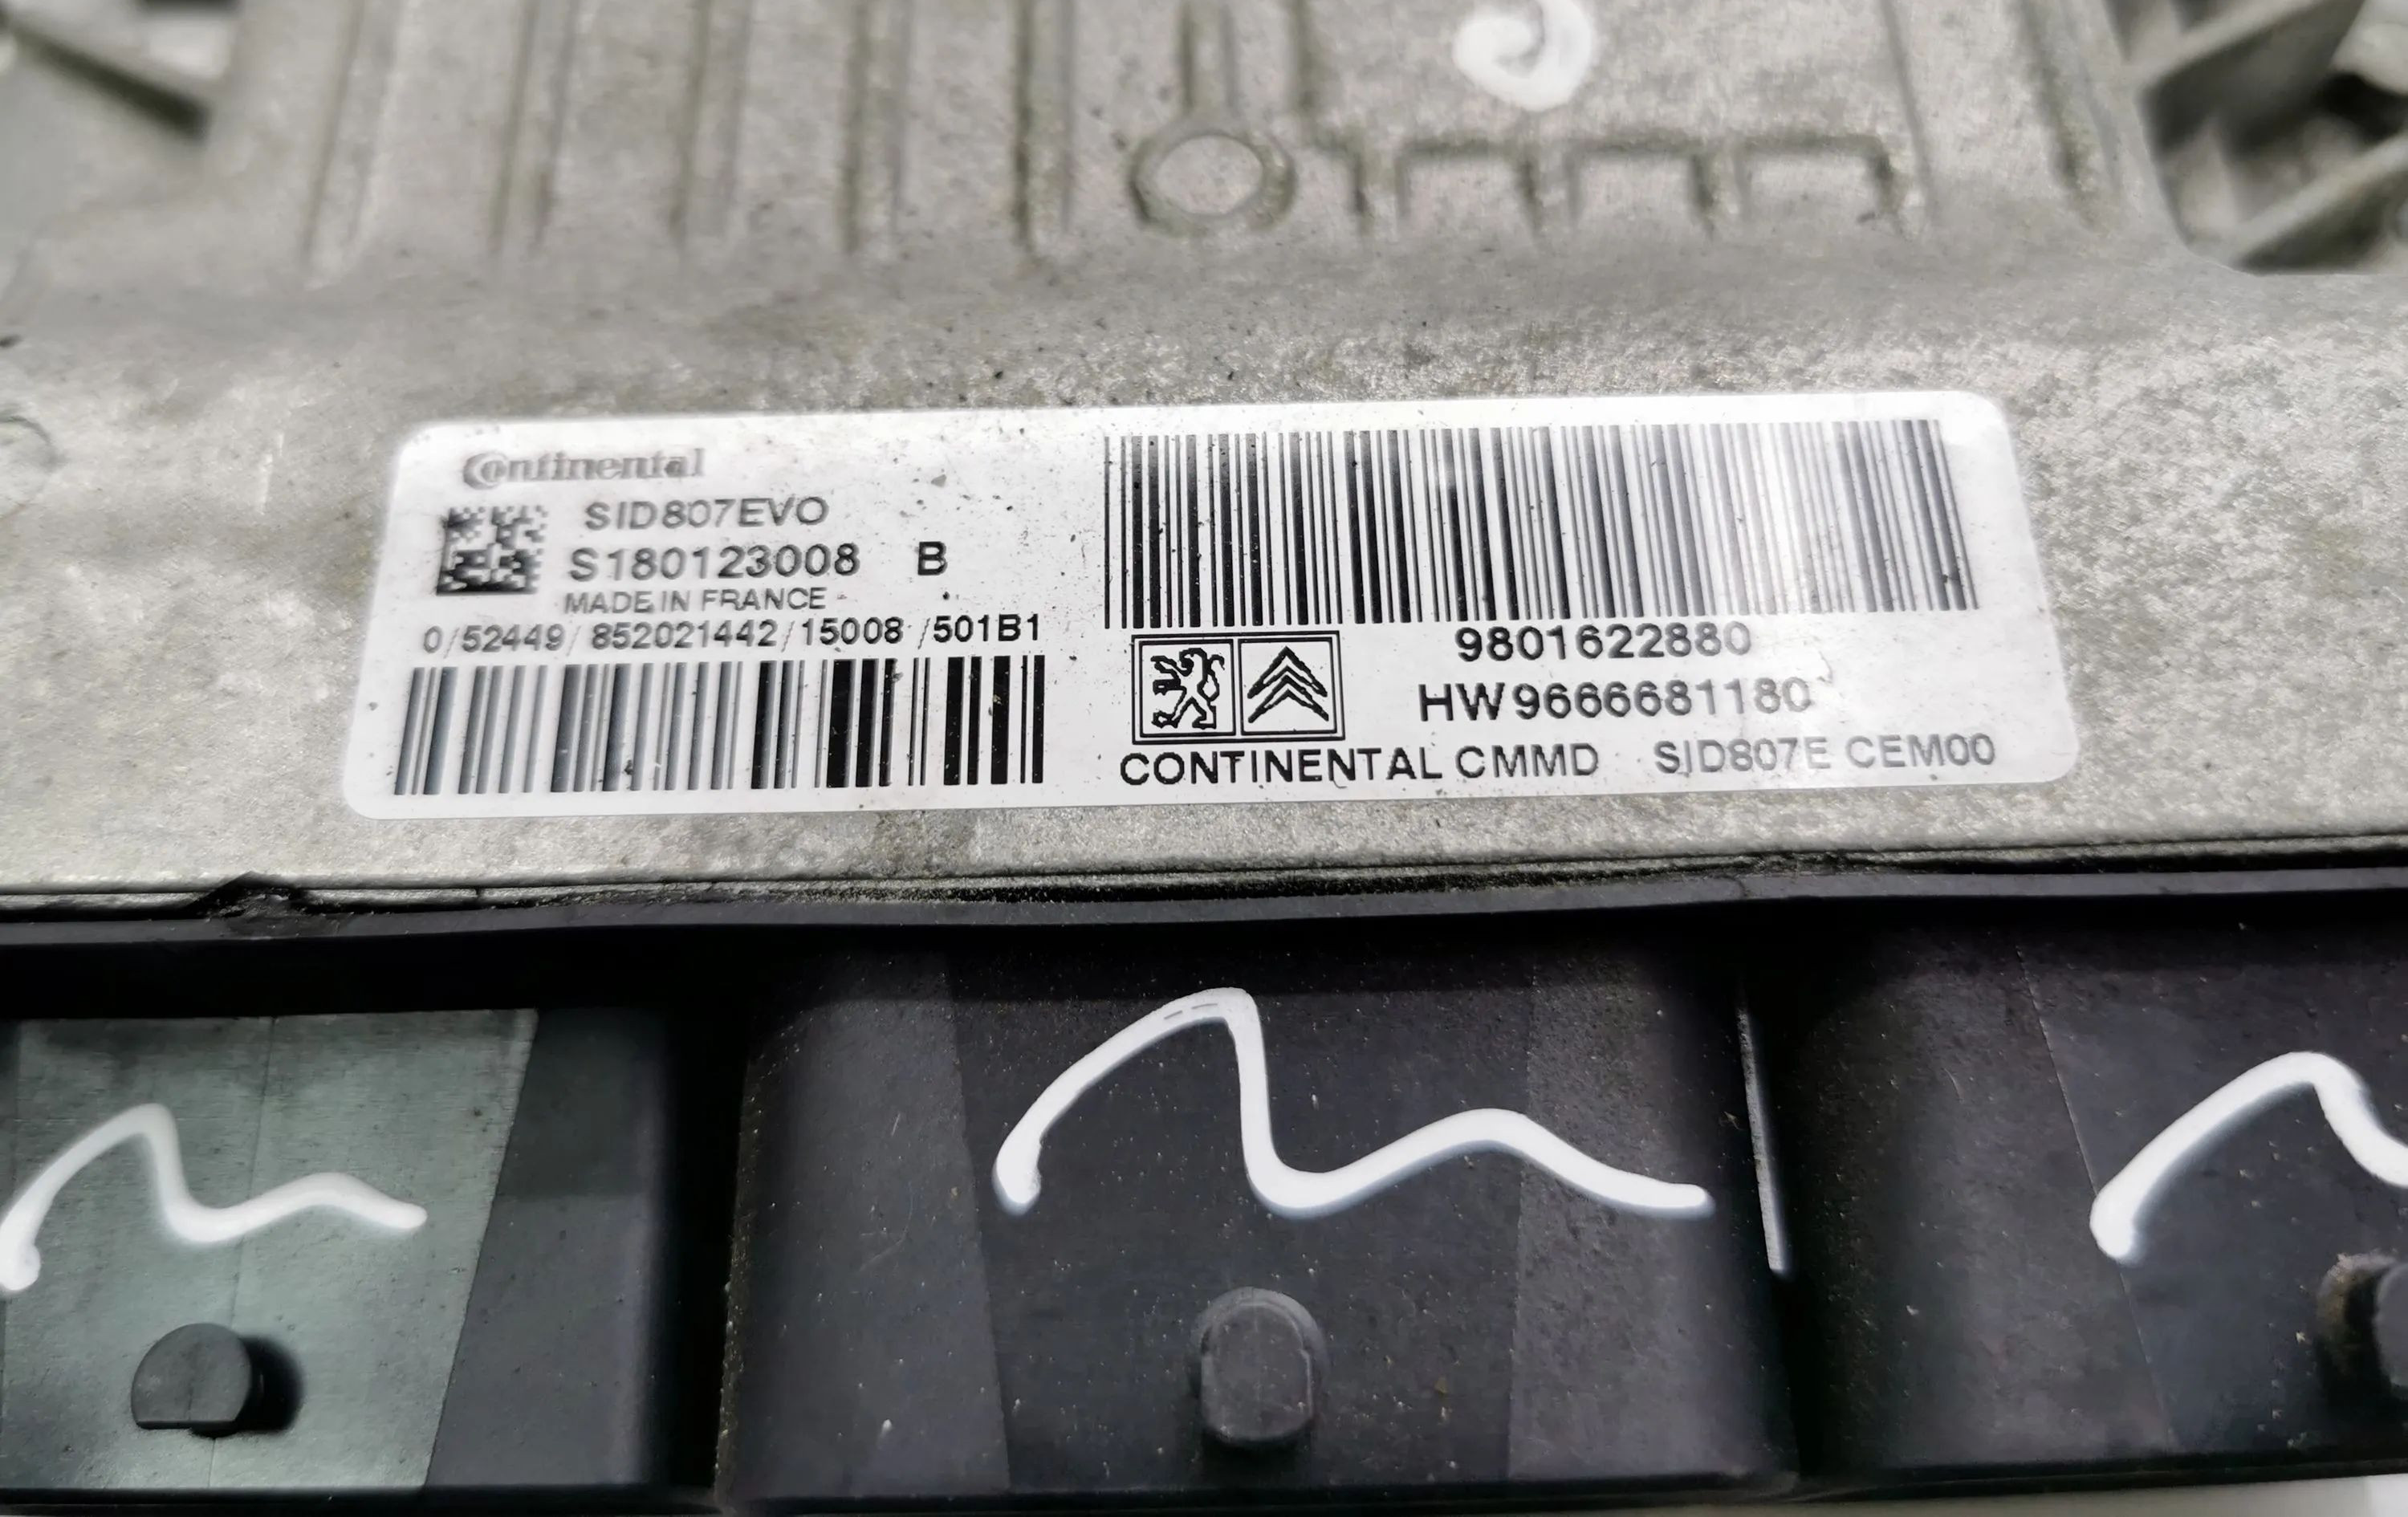 Continental
SID807EVO
S180123008 B
MADE IN FRANCE
0/52449/852021442/15008/501B1
9801622880
HW9666681180
CONTINENTAL CMMD SID807E CEM00